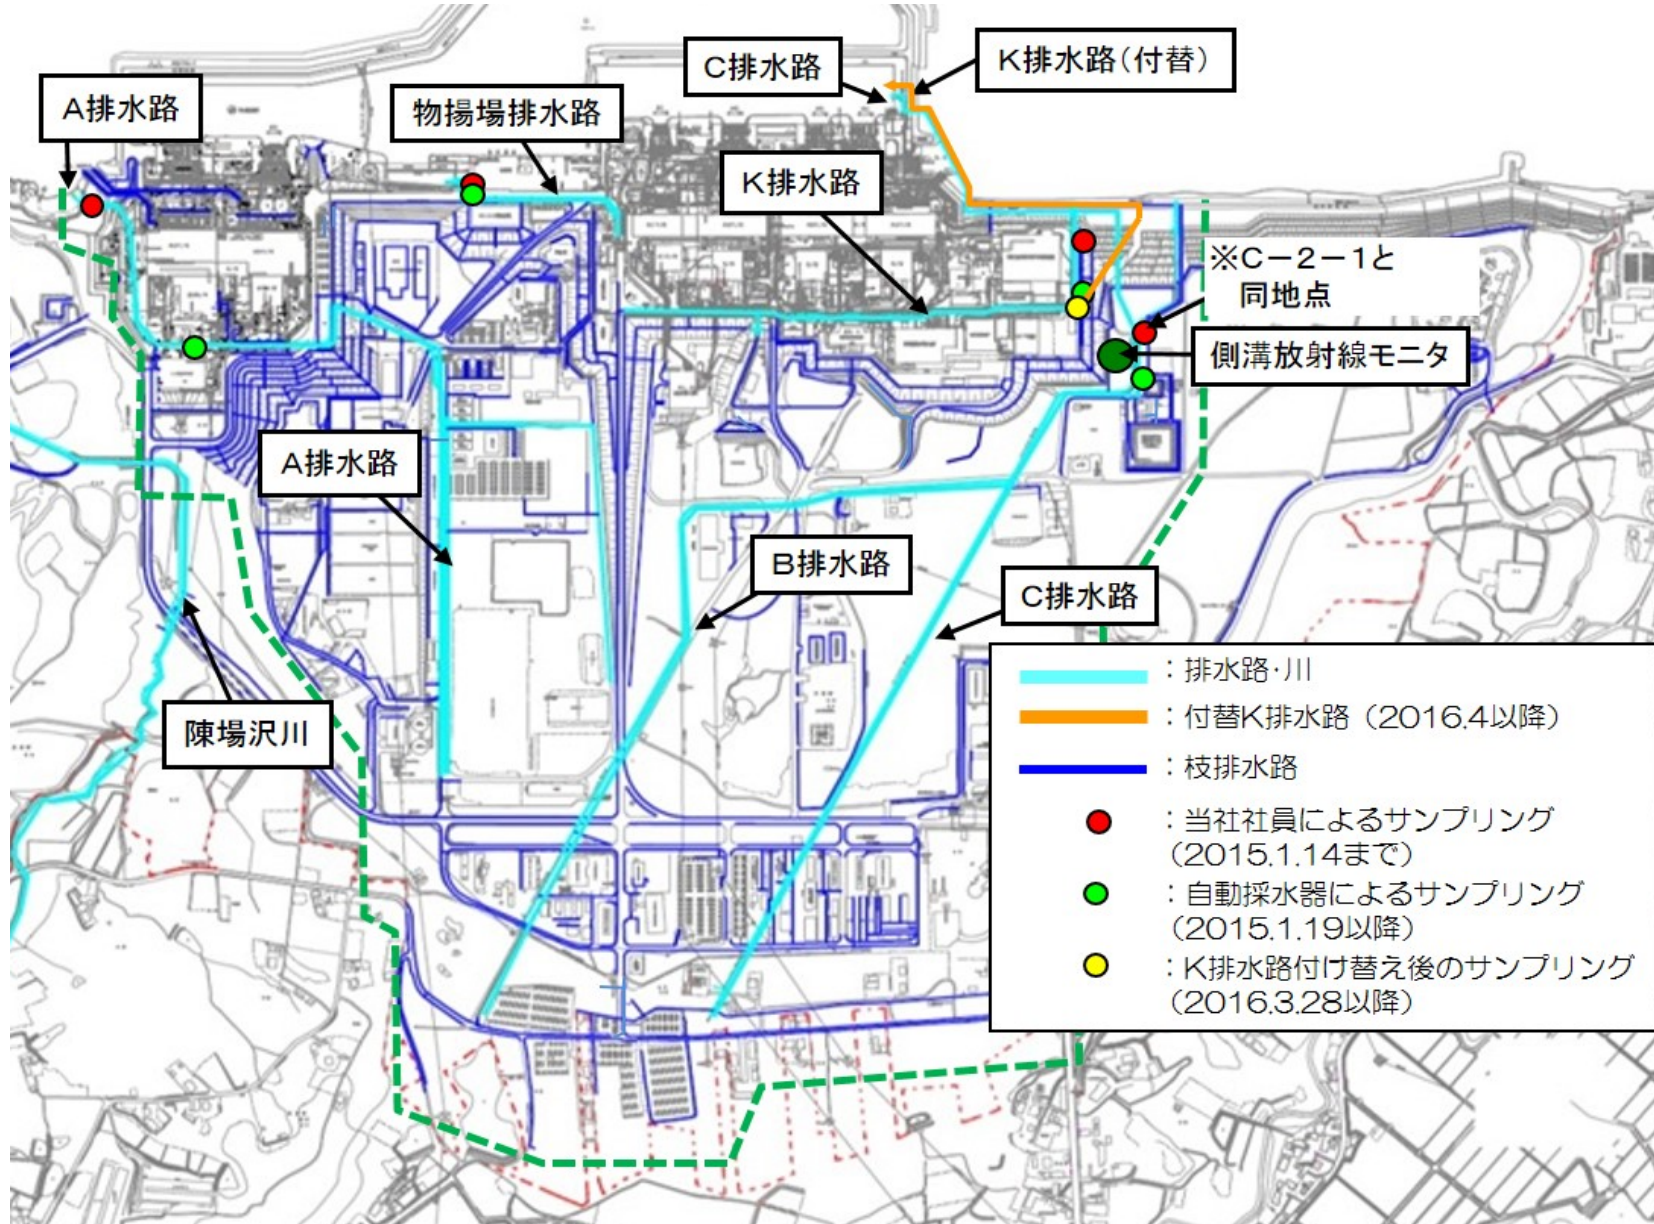 C排水路
K排水路(付替)
A排水路
物揚場排水路
K排水路
※C-2-1と
同地点
側溝放射線モニタ
A排水路
B排水路
C排水路
陳場沢川
:排水路・川
:付替K排水路(2016.4以降)
:枝排水路
:当社社員によるサンプリング
(2015.1.14まで)
:自動採水器によるサンプリング
(2015.1.19以降)
:K排水路付け替え後のサンプリング
(2016.3.28以降)